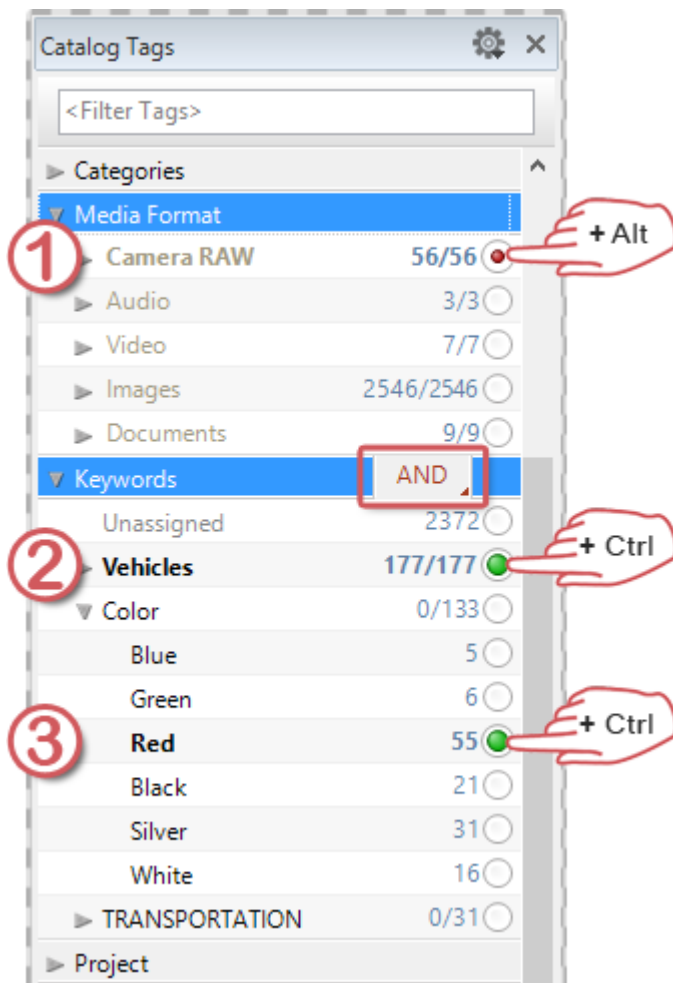 Catalog Tags
<Filter Tags>
Categories
Media Format
1 Camera RAW 56/56 + Alt
Audio 3/3
Video 7/7
Images 2546/2546
Documents 9/9
Keywords AND
Unassigned 2372
2 Vehicles 177/177 + Ctrl
Color 0/133
Blue 5
Green 6
3 Red 55 + Ctrl
Black 21
Silver 31
White 16
TRANSPORTATION 0/31
Project